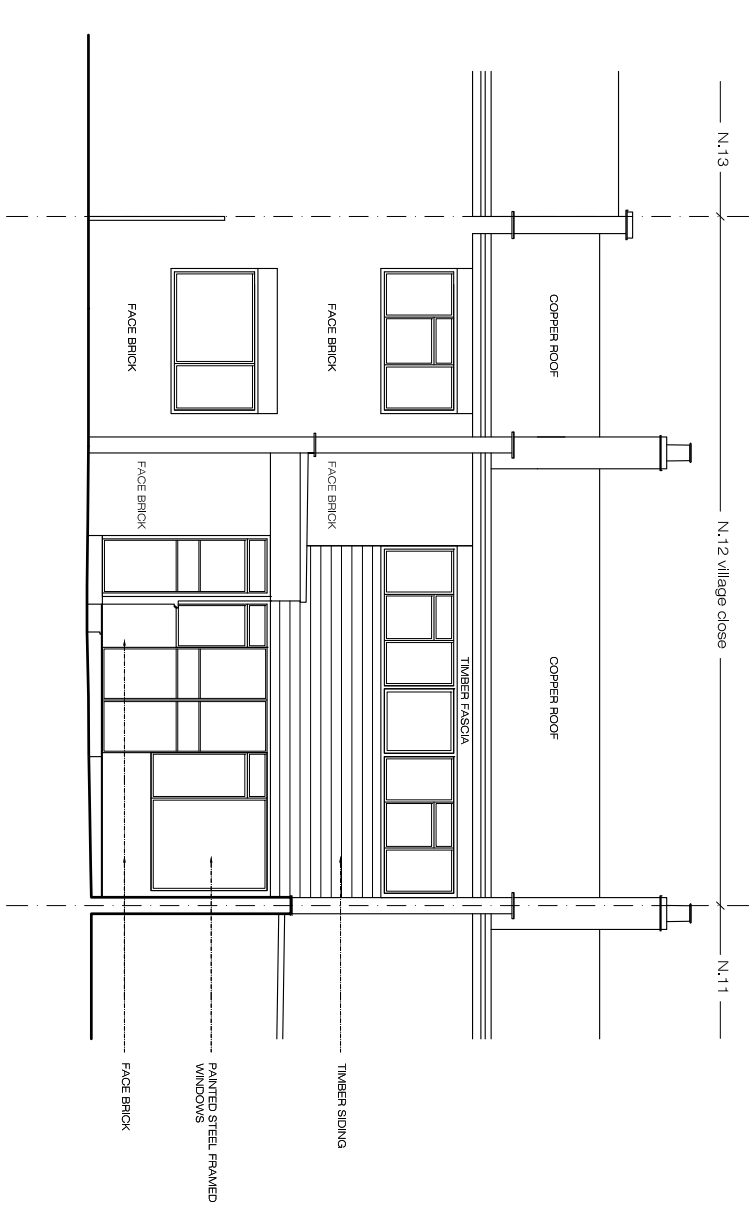 N.13
N.12 village close
N.11
COPPER ROOF
COPPER ROOF
TIMBER FASCIA
FACE BRICK
FACE BRICK
TIMBER SIDING
FACE BRICK
FACE BRICK
PAINTED STEEL FRAMED
WINDOWS
FACE BRICK